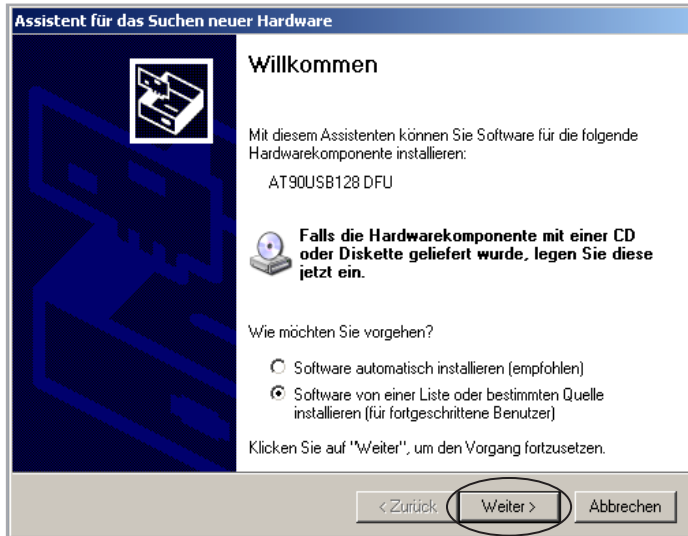 Assistent für das Suchen neuer Hardware
Willkommen
Mit diesem Assistenten können Sie Software für die folgende
Hardwarekomponente installieren:
AT90USB128 DFU
Falls die Hardwarekomponente mit einer CD
oder Diskette geliefert wurde, legen Sie diese
jetzt ein.
Wie möchten Sie vorgehen?
Software automatisch installieren (empfohlen)
Software von einer Liste oder bestimmten Quelle
installieren (für fortgeschrittene Benutzer)
Klicken Sie auf "Weiter", um den Vorgang fortzusetzen.
< Zurück Weiter > Abbrechen